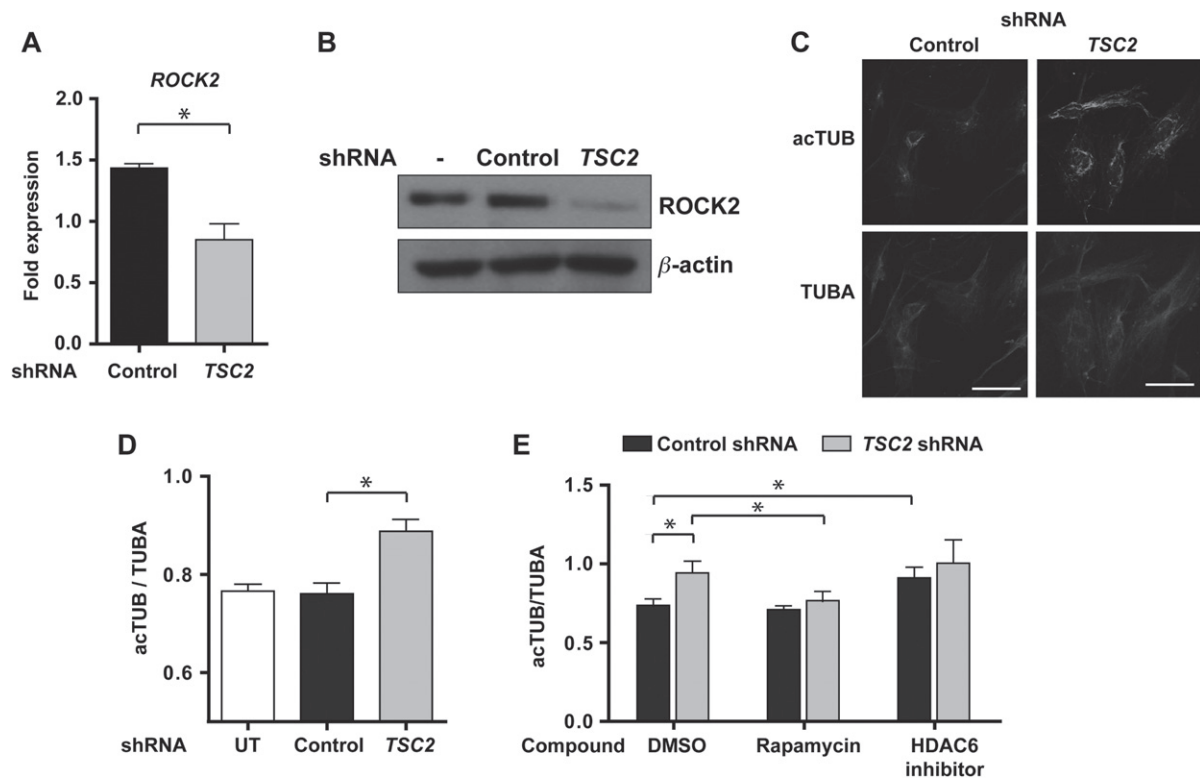 A
ROCK2
*
2.0
1.5
1.0
0.5
0.0
Fold expression
shRNA Control TSC2
B
shRNA - Control TSC2
ROCK2
β-actin
C
shRNA
Control TSC2
acTUB
TUBA
D
*
1.0
0.8
0.6
acTUB / TUBA
shRNA UT Control TSC2
E
Control shRNA TSC2 shRNA
*
*
*
1.5
1.0
0.5
0.0
acTUB/TUBA
Compound DMSO Rapamycin HDAC6
inhibitor